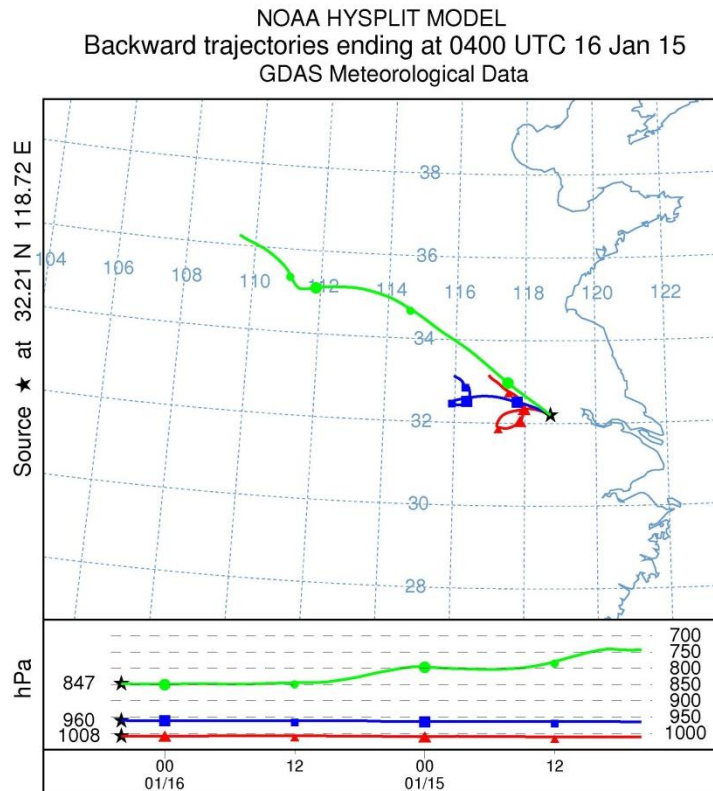 NOAA HYSPLIT MODEL
Backward trajectories ending at 0400 UTC 16 Jan 15
GDAS Meteorological Data
Source ★ at 32.21 N 118.72 E
38
36
104 106 108 110 112 114 116 118 120 122
34
32
30
28
hPa
700
750
800
847 850
900
960 950
1008 1000
00 12 00 12
01/16 01/15